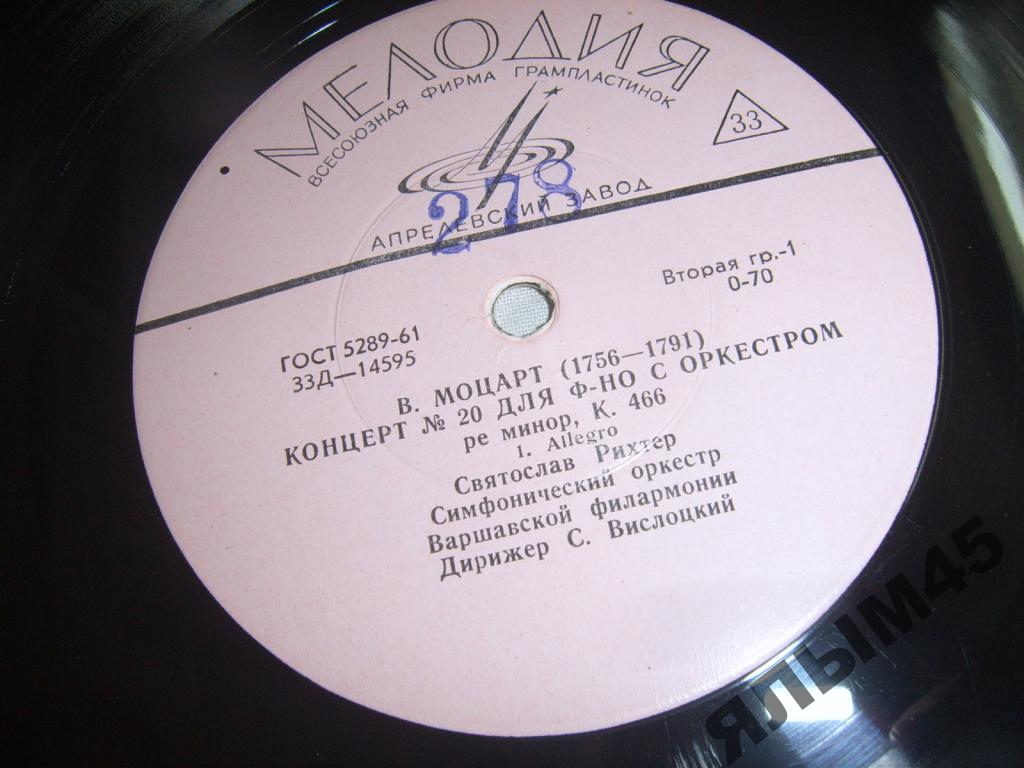 МЕЛОДИЯ
ВСЕСОЮЗНАЯ ФИРМА ГРАМПЛАСТИНОК
33
278
АПРЕЛЕВСКИЙ ЗАВОД
Вторая гр.-1
0-70
ГОСТ 5289-61
33Д—14595
В. МОЦАРТ (1756—1791)
КОНЦЕРТ № 20 ДЛЯ Ф-НО С ОРКЕСТРОМ
ре минор, К. 466
1. Allegro
Святослав Рихтер
Симфонический оркестр
Варшавской филармонии
Дирижер С. Вислоцкий
ЯЛЫМ45